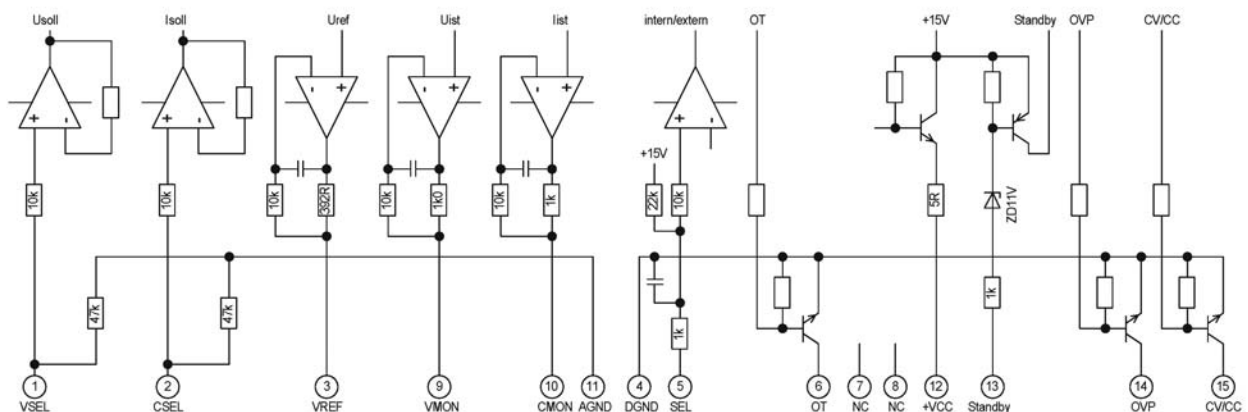 Usoll Isoll Uref Uist Iist intern/extern OT +15V Standby OVP CV/CC
+ - + - - + - + - + + -
+15V
10k 10k 10k 392R 10k 1k0 10k 1k 22k 10k 5R ZD11V
47k 47k 1k 1k
1 2 3 9 10 11 4 5 6 7 8 12 13 14 15
VSEL CSEL VREF VMON CMON AGND DGND SEL OT NC NC +VCC Standby OVP CV/CC